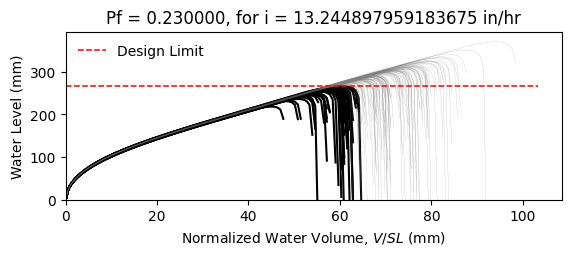 Pf = 0.230000, for i = 13.244897959183675 in/hr
Design Limit
Water Level (mm)
300
200
100
0
0 20 40 60 80 100
Normalized Water Volume, V/SL (mm)